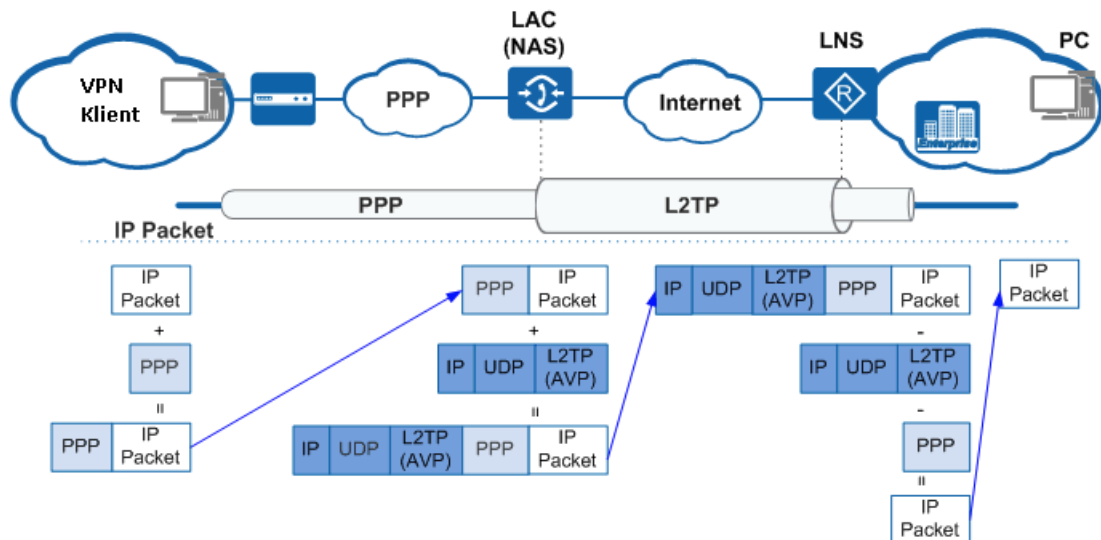 LAC
(NAS)
LNS
PC
VPN
Klient
PPP
Internet
R
Enterprise
PPP
L2TP
IP Packet
IP
Packet
+
PPP
=
PPP
IP
Packet
PPP
IP
Packet
+
IP
UDP
L2TP
(AVP)
=
IP
UDP
L2TP
(AVP)
PPP
IP
Packet
IP
UDP
L2TP
(AVP)
PPP
IP
Packet
-
IP
UDP
L2TP
(AVP)
-
PPP
=
IP
Packet
IP
Packet